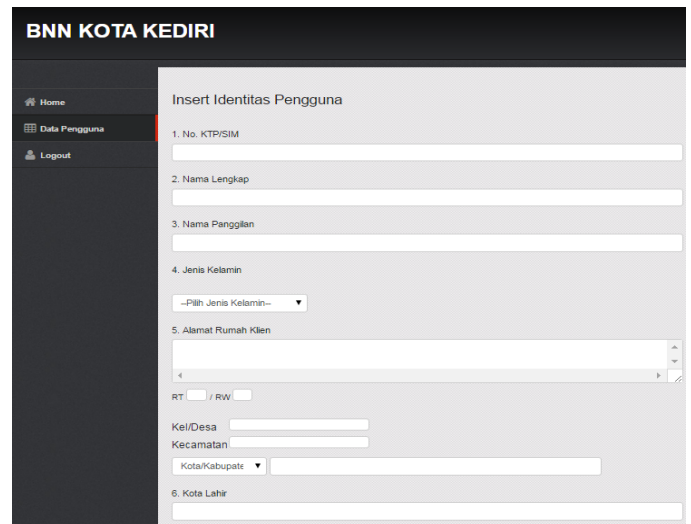 BNN KOTA KEDIRI
Home
Data Pengguna
Logout
Insert Identitas Pengguna
1. No. KTP/SIM
2. Nama Lengkap
3. Nama Panggilan
4. Jenis Kelamin
--Pilih Jenis Kelamin--
5. Alamat Rumah Klien
RT / RW
Kel/Desa
Kecamatan
Kota/Kabupate
6. Kota Lahir